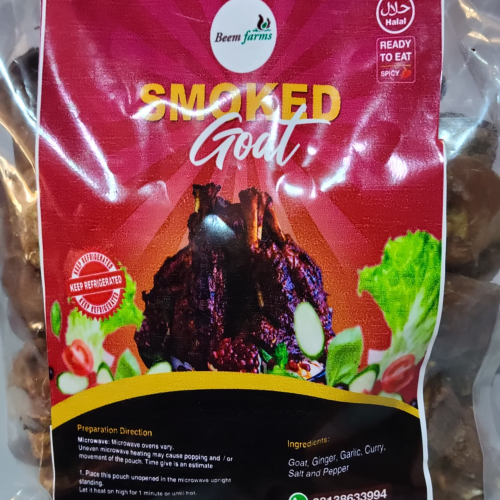 Beem farms
حلال
Halal
READY
TO EAT
SPICY
SMOKED
Goat
KEEP REFRIGERATED
KEEP REFRIGERATED
KEEP REFRIGERATED
Preparation Direction
Microwave: Microwave ovens vary.
Uneven microwave heating may cause popping and / or
movement of the pouch. Time give is an estimate
1. Place this pouch unopened in the microwave upright
standing.
Let it heat on high for 1 minute or until hot.
Ingredients:
Goat, Ginger, Garlic, Curry,
Salt and Pepper